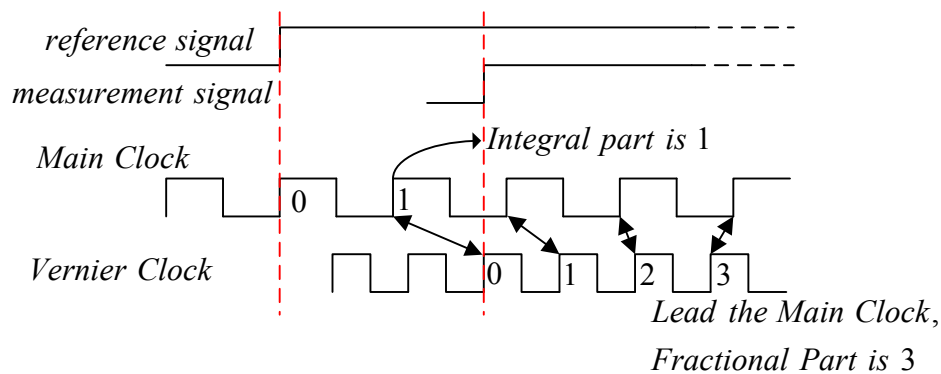 reference signal
measurement signal
Integral part is 1
Main Clock
0 1
Vernier Clock
0 1 2 3
Lead the Main Clock,
Fractional Part is 3